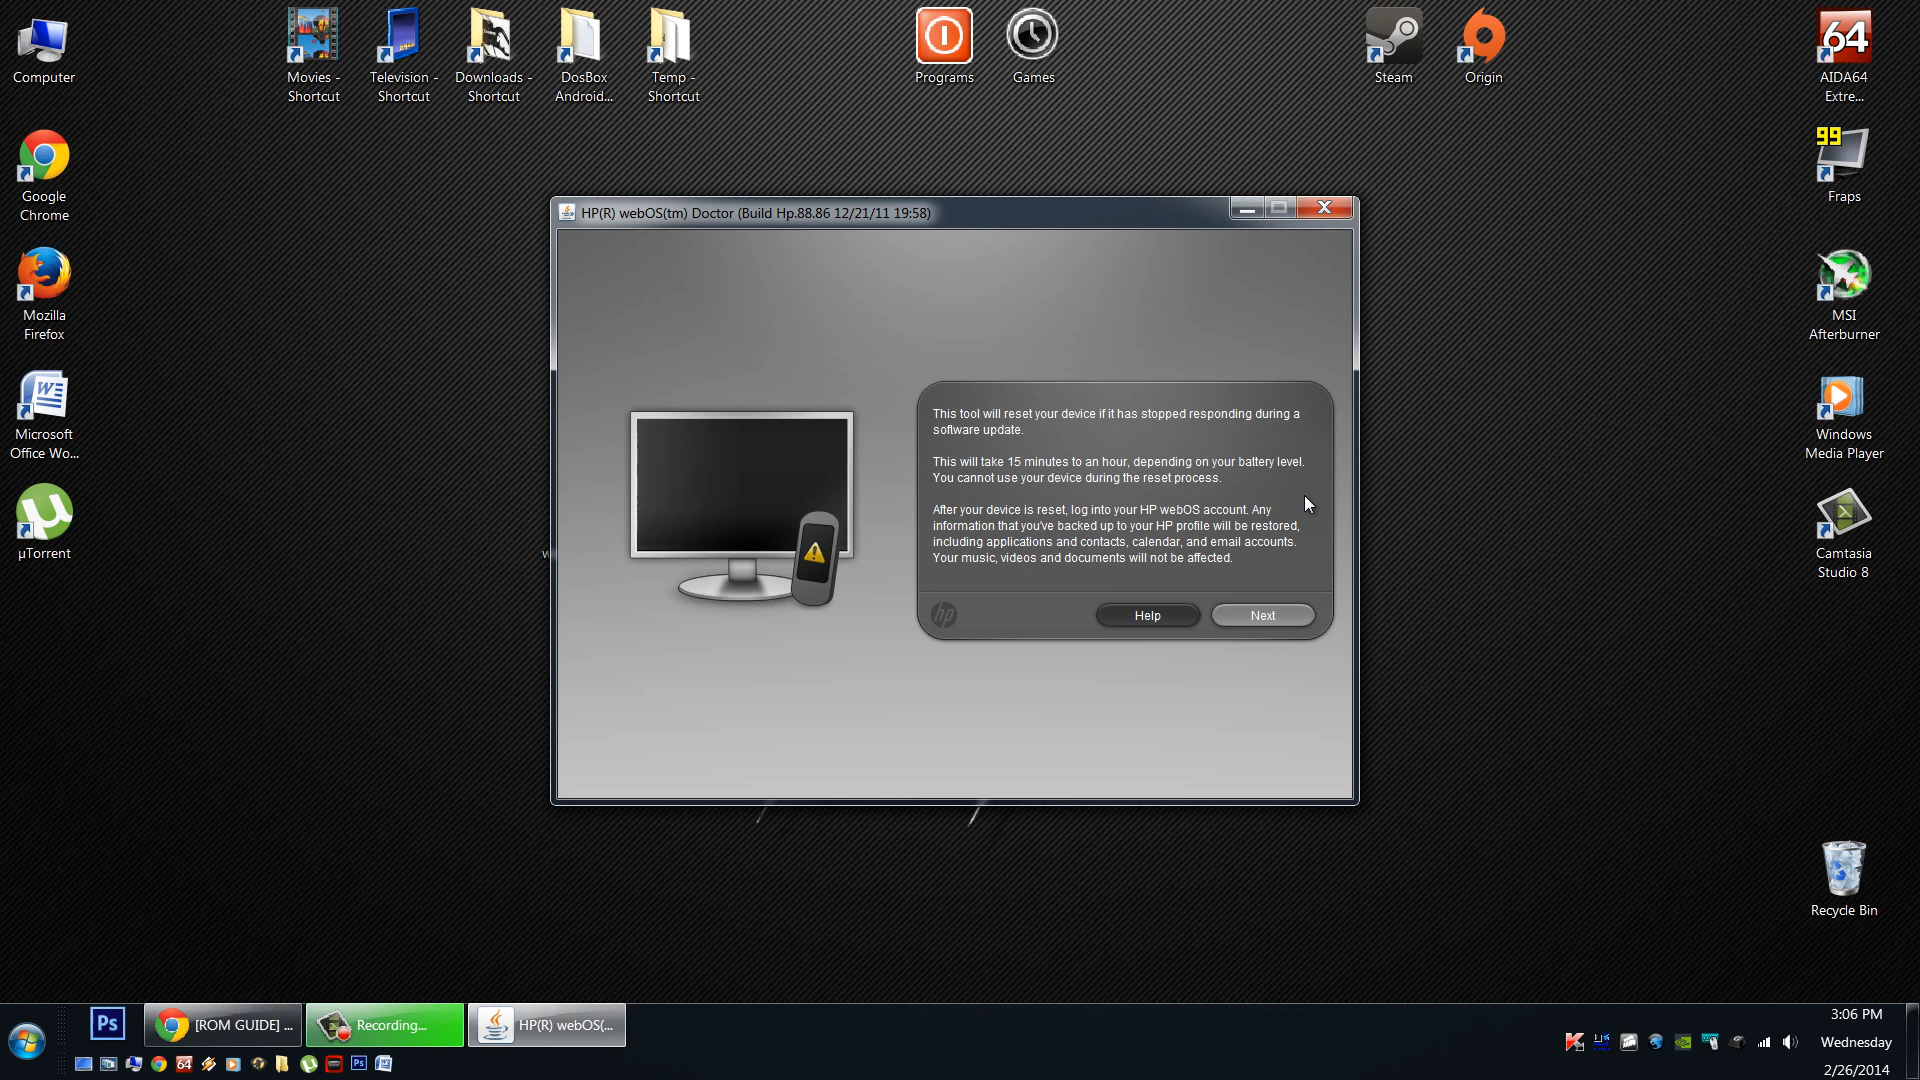 Computer
Movies -
Shortcut
Television -
Shortcut
Downloads -
Shortcut
DosBox
Android...
Temp -
Shortcut
Programs
Games
Steam
Origin
64
AIDA64
Extre...
Google
Chrome
99
Fraps
HP(R) webOS(tm) Doctor (Build Hp.88.86 12/21/11 19:58)
Mozilla
Firefox
MSI
Afterburner
Microsoft
Office Wo...
Windows
Media Player
This tool will reset your device if it has stopped responding during a
software update.
This will take 15 minutes to an hour, depending on your battery level.
You cannot use your device during the reset process.
After your device is reset, log into your HP webOS account. Any
information that you've backed up to your HP profile will be restored,
including applications and contacts, calendar, and email accounts.
Your music, videos and documents will not be affected.
hp
Help
Next
µTorrent
Camtasia
Studio 8
Recycle Bin
Ps
[ROM GUIDE] ...
Recording...
HP(R) webOS(...
64
Ps
3:06 PM
Wednesday
2/26/2014